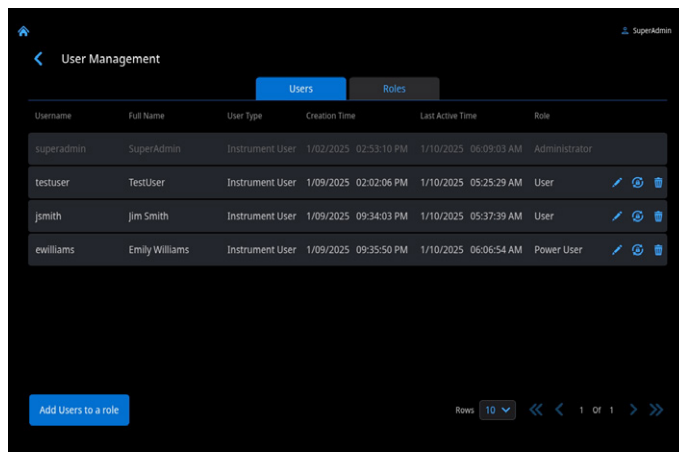 SuperAdmin
User Management
Users Roles
Username Full Name User Type Creation Time Last Active Time Role
superadmin SuperAdmin Instrument User 1/02/2025 02:53:10 PM 1/10/2025 06:09:03 AM Administrator
testuser TestUser Instrument User 1/09/2025 02:02:06 PM 1/10/2025 05:25:29 AM User
jsmith Jim Smith Instrument User 1/09/2025 09:34:03 PM 1/10/2025 05:37:39 AM User
ewilliams Emily Williams Instrument User 1/09/2025 09:35:50 PM 1/10/2025 06:06:54 AM Power User
Add Users to a role Rows 10 1 Of 1